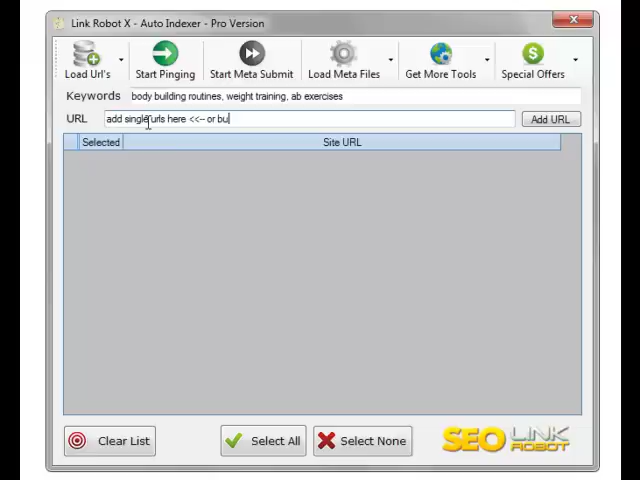 Link Robot X - Auto Indexer - Pro Version
Load Url's Start Pinging Start Meta Submit Load Meta Files Get More Tools Special Offers
Keywords body building routines, weight training, ab exercises
URL add single urls here <<-- or bu Add URL
Selected Site URL
Clear List Select All Select None SEO LINK ROBOT